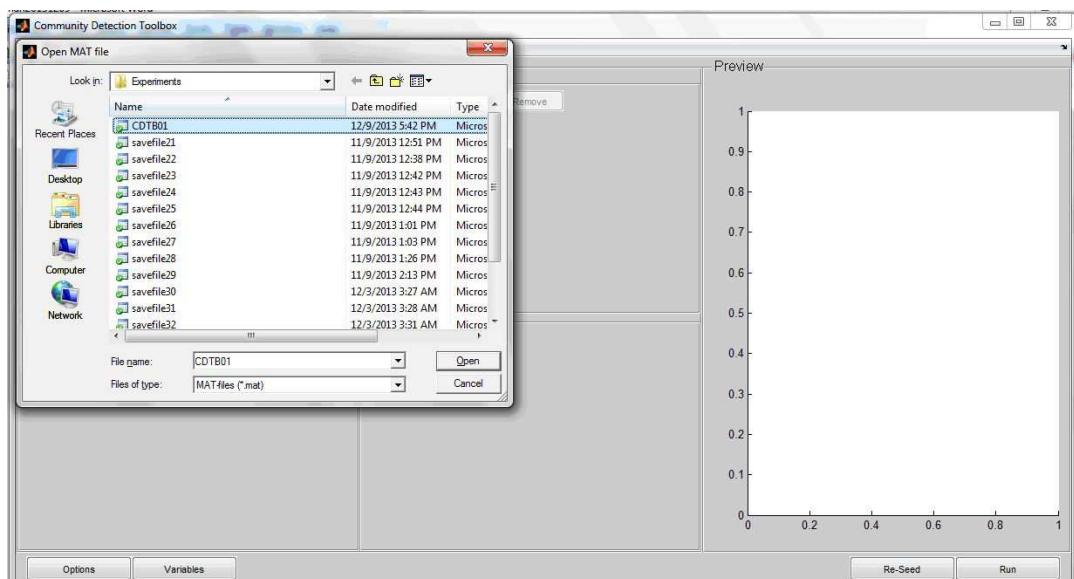 Community Detection Toolbox
Open MAT file
Look in: Experiments
Name Date modified Type
CDTB01 12/9/2013 5:42 PM Micros
savefile21 11/9/2013 12:51 PM Micros
savefile22 11/9/2013 12:38 PM Micros
savefile23 11/9/2013 12:42 PM Micros
savefile24 11/9/2013 12:43 PM Micros
savefile25 11/9/2013 12:44 PM Micros
savefile26 11/9/2013 1:01 PM Micros
savefile27 11/9/2013 1:03 PM Micros
savefile28 11/9/2013 1:26 PM Micros
savefile29 11/9/2013 2:13 PM Micros
savefile30 12/3/2013 3:27 AM Micros
savefile31 12/3/2013 3:28 AM Micros
savefile32 12/3/2013 3:31 AM Micros
Recent Places
Desktop
Libraries
Computer
Network
File name: CDTB01 Open
Files of type: MAT-files (*.mat) Cancel
Remove
Preview
1
0.9
0.8
0.7
0.6
0.5
0.4
0.3
0.2
0.1
0
0 0.2 0.4 0.6 0.8 1
Options Variables Re-Seed Run